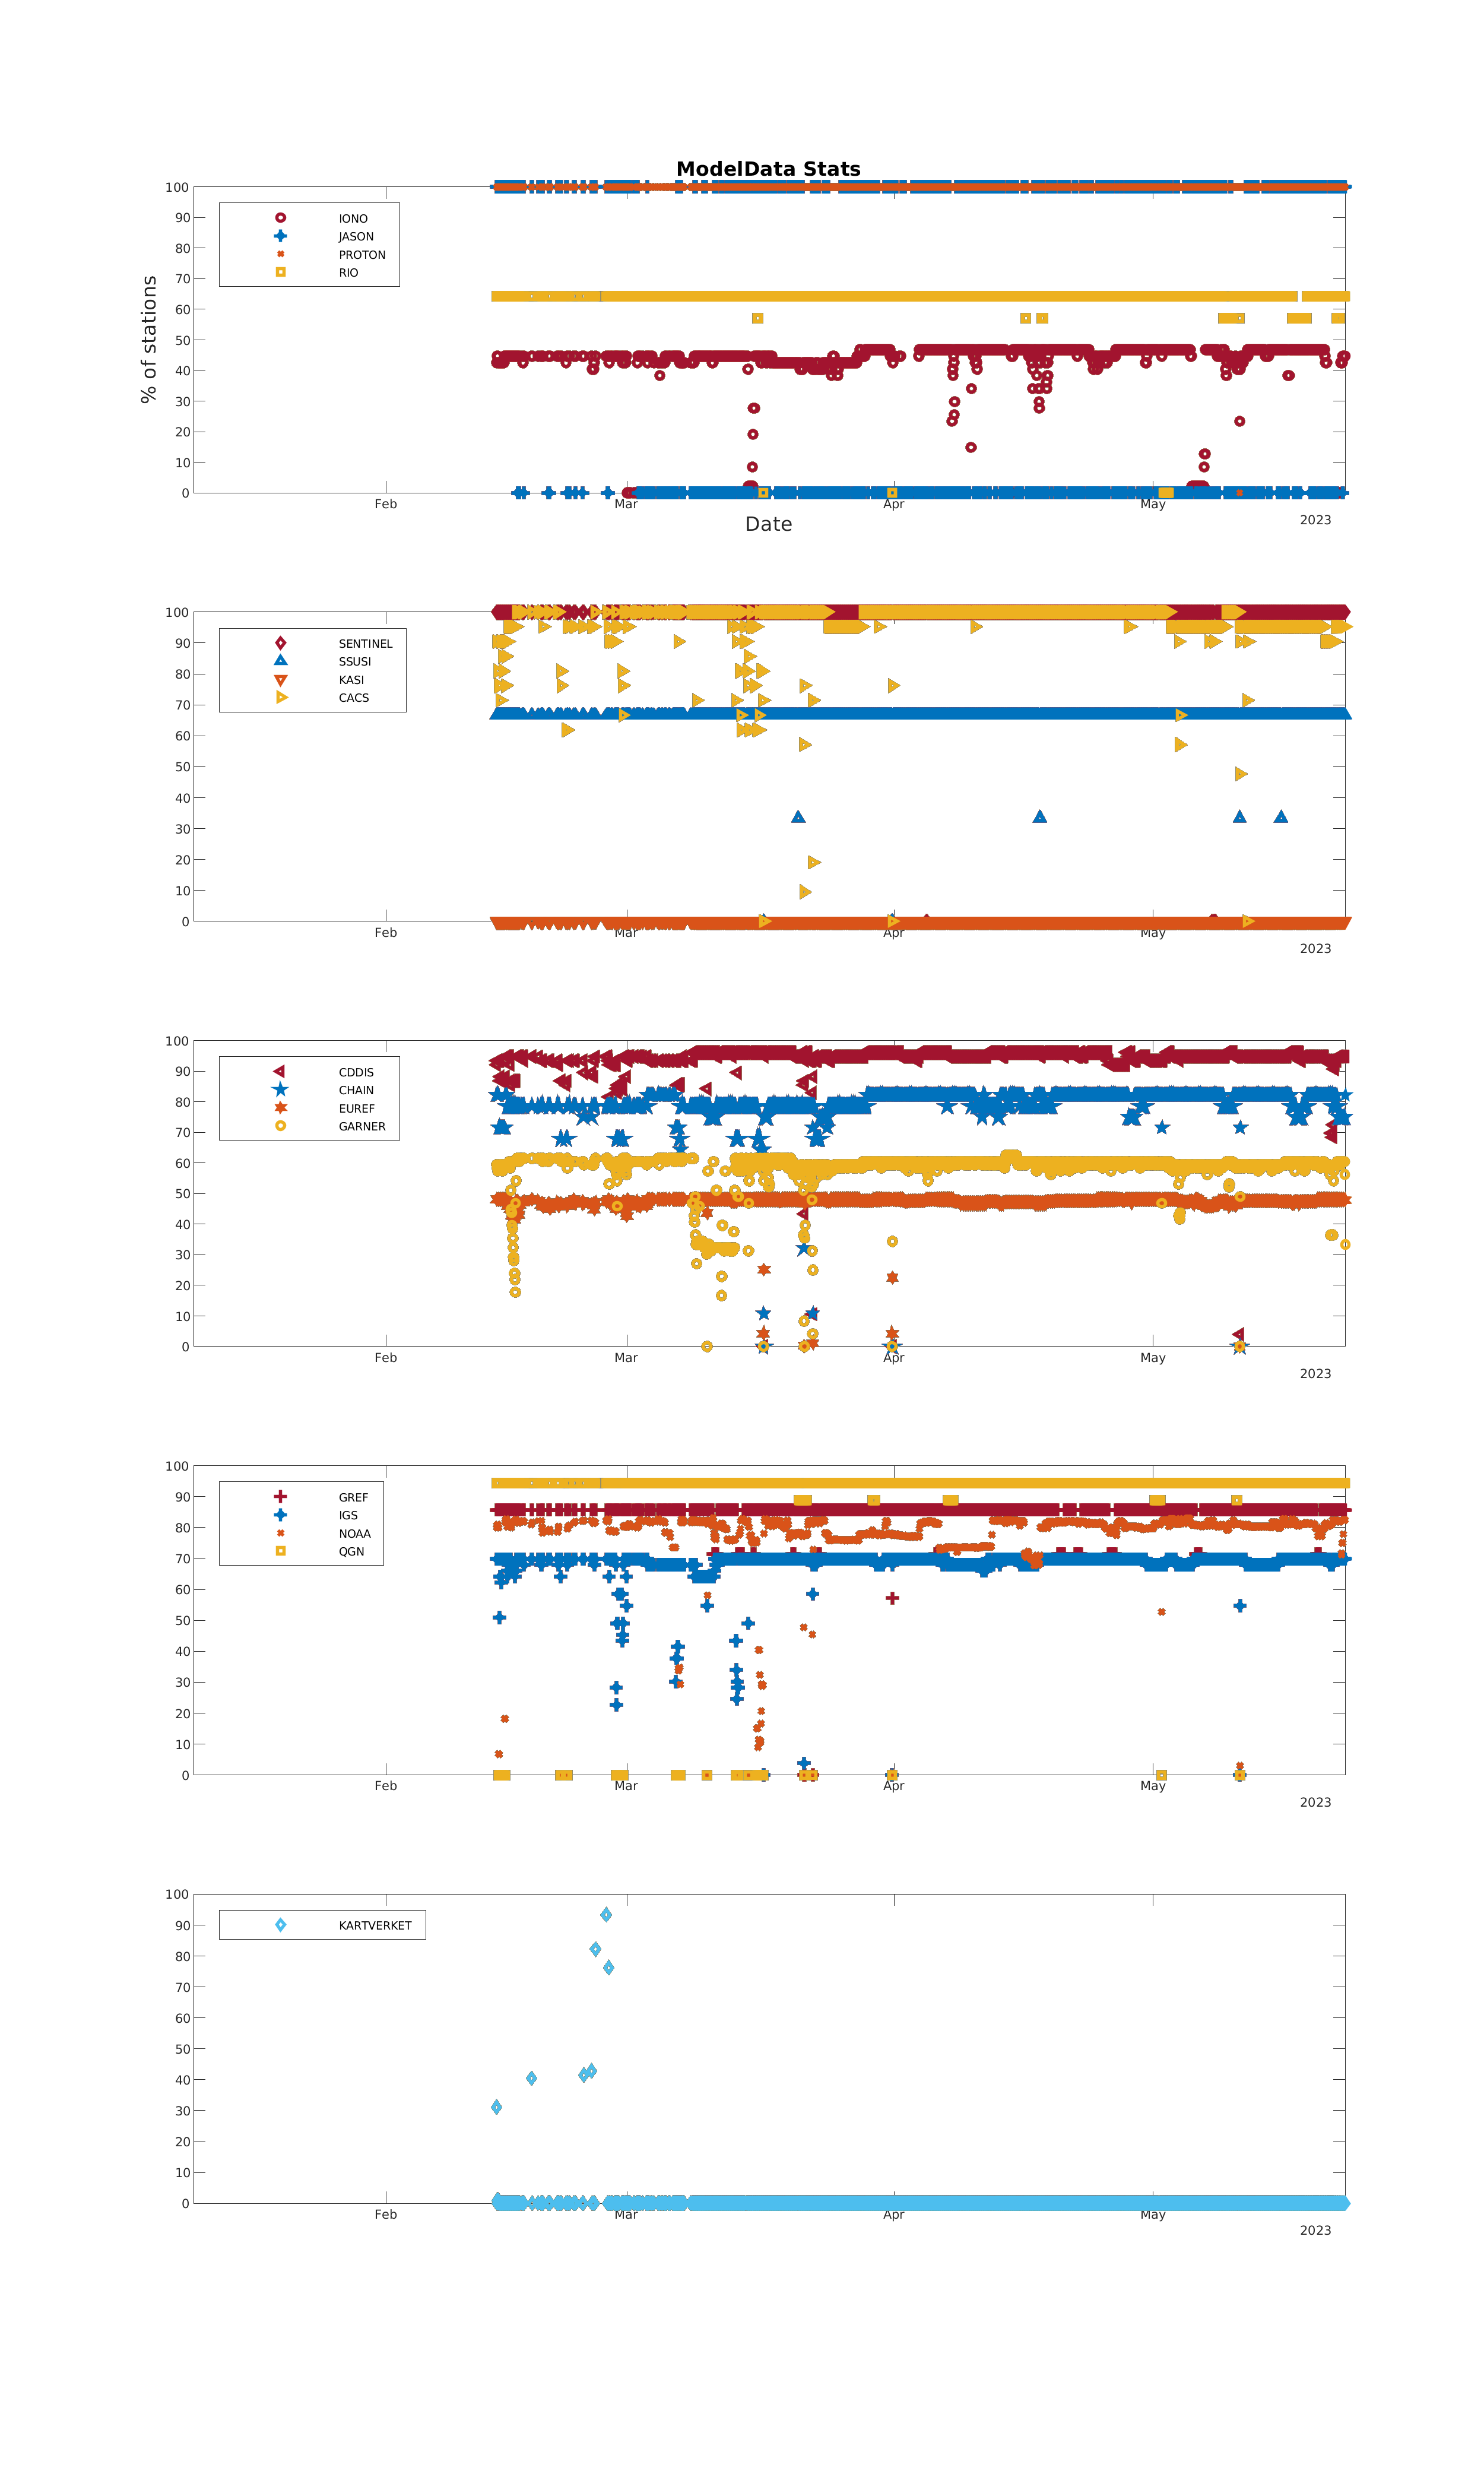 ModelData Stats
100
90
80
70
60
50
40
30
20
10
0
% of stations
IONO
JASON
PROTON
RIO
Feb
Mar
Apr
May
2023
Date
100
90
80
70
60
50
40
30
20
10
0
SENTINEL
SSUSI
KASI
CACS
Feb
Mar
Apr
May
2023
100
90
80
70
60
50
40
30
20
10
0
CDDIS
CHAIN
EUREF
GARNER
Feb
Mar
Apr
May
2023
100
90
80
70
60
50
40
30
20
10
0
GREF
IGS
NOAA
QGN
Feb
Mar
Apr
May
2023
100
90
80
70
60
50
40
30
20
10
0
KARTVERKET
Feb
Mar
Apr
May
2023